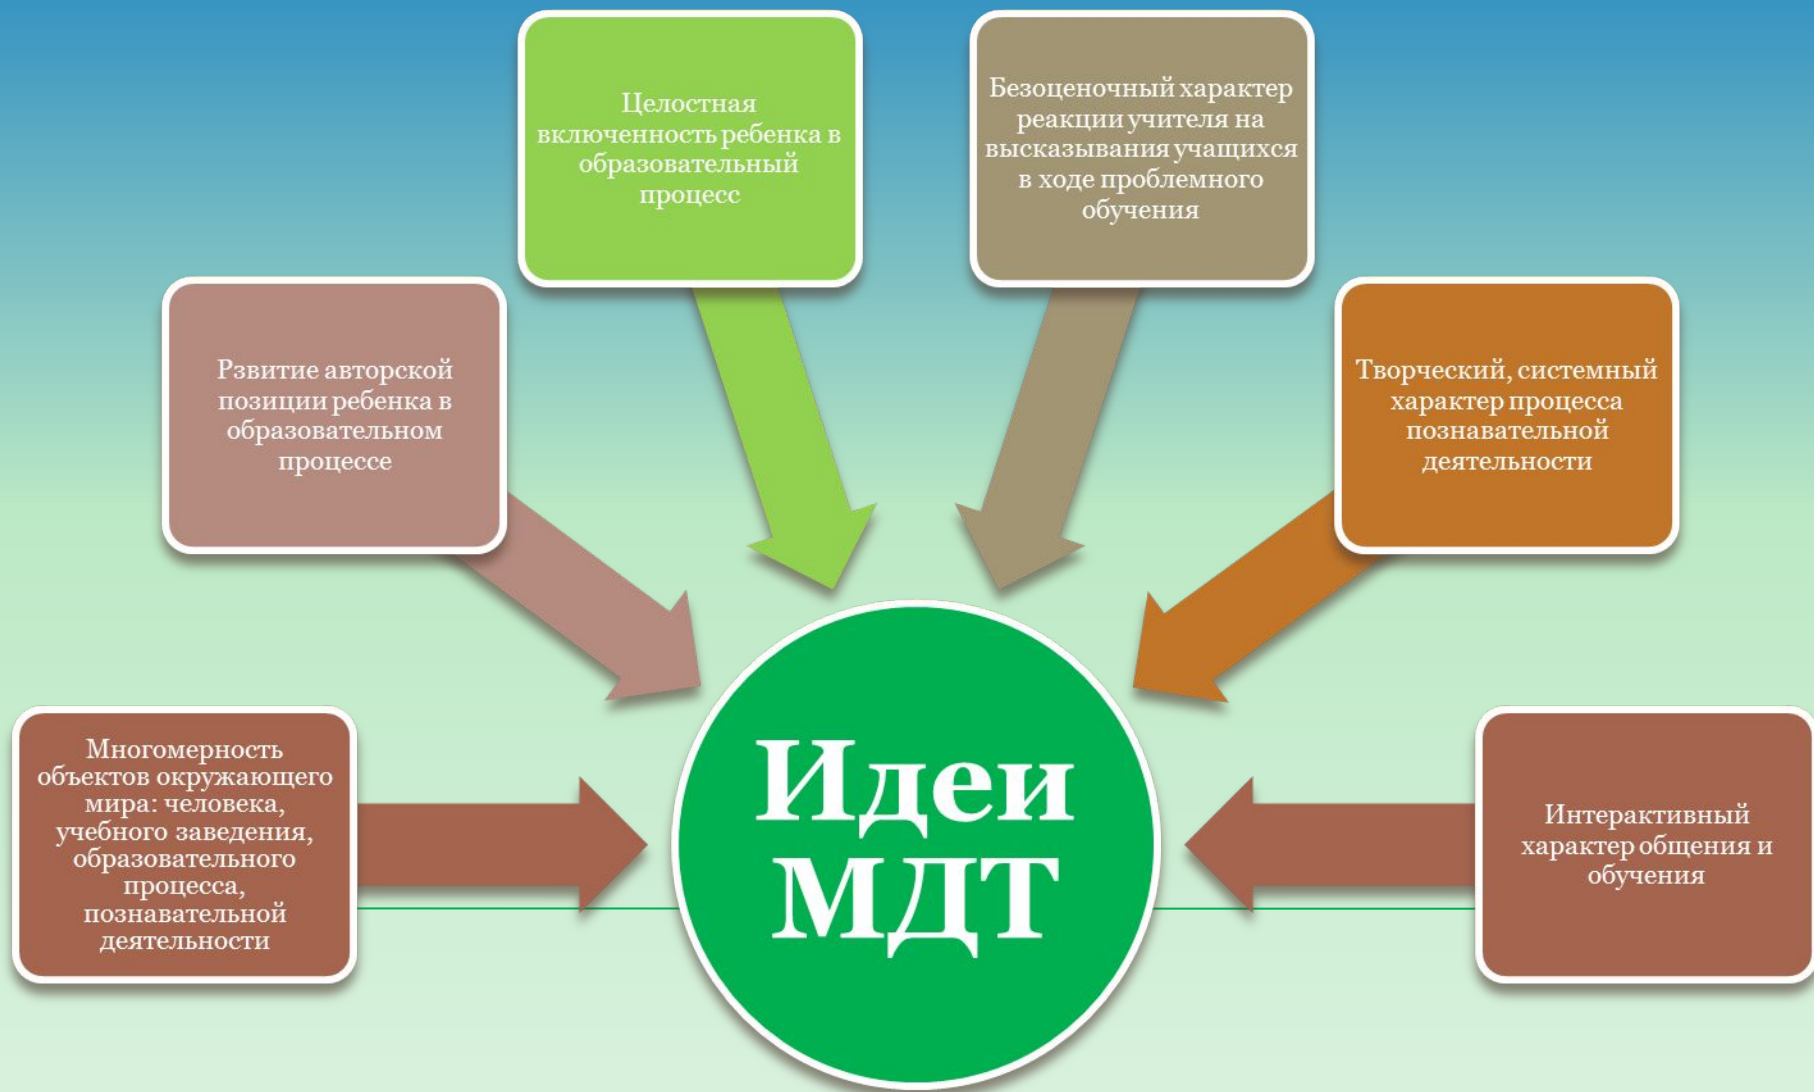 Многомерность
объектов окружающего
мира: человека,
учебного заведения,
образовательного
процесса,
познавательной
деятельности
Рзвитие авторской
позиции ребенка в
образовательном
процессе
Целостная
включенность ребенка в
образовательный
процесс
Безоценочный характер
реакции учителя на
высказывания учащихся
в ходе проблемного
обучения
Творческий, системный
характер процесса
познавательной
деятельности
Интерактивный
характер общения и
обучения
Идеи
МДТ